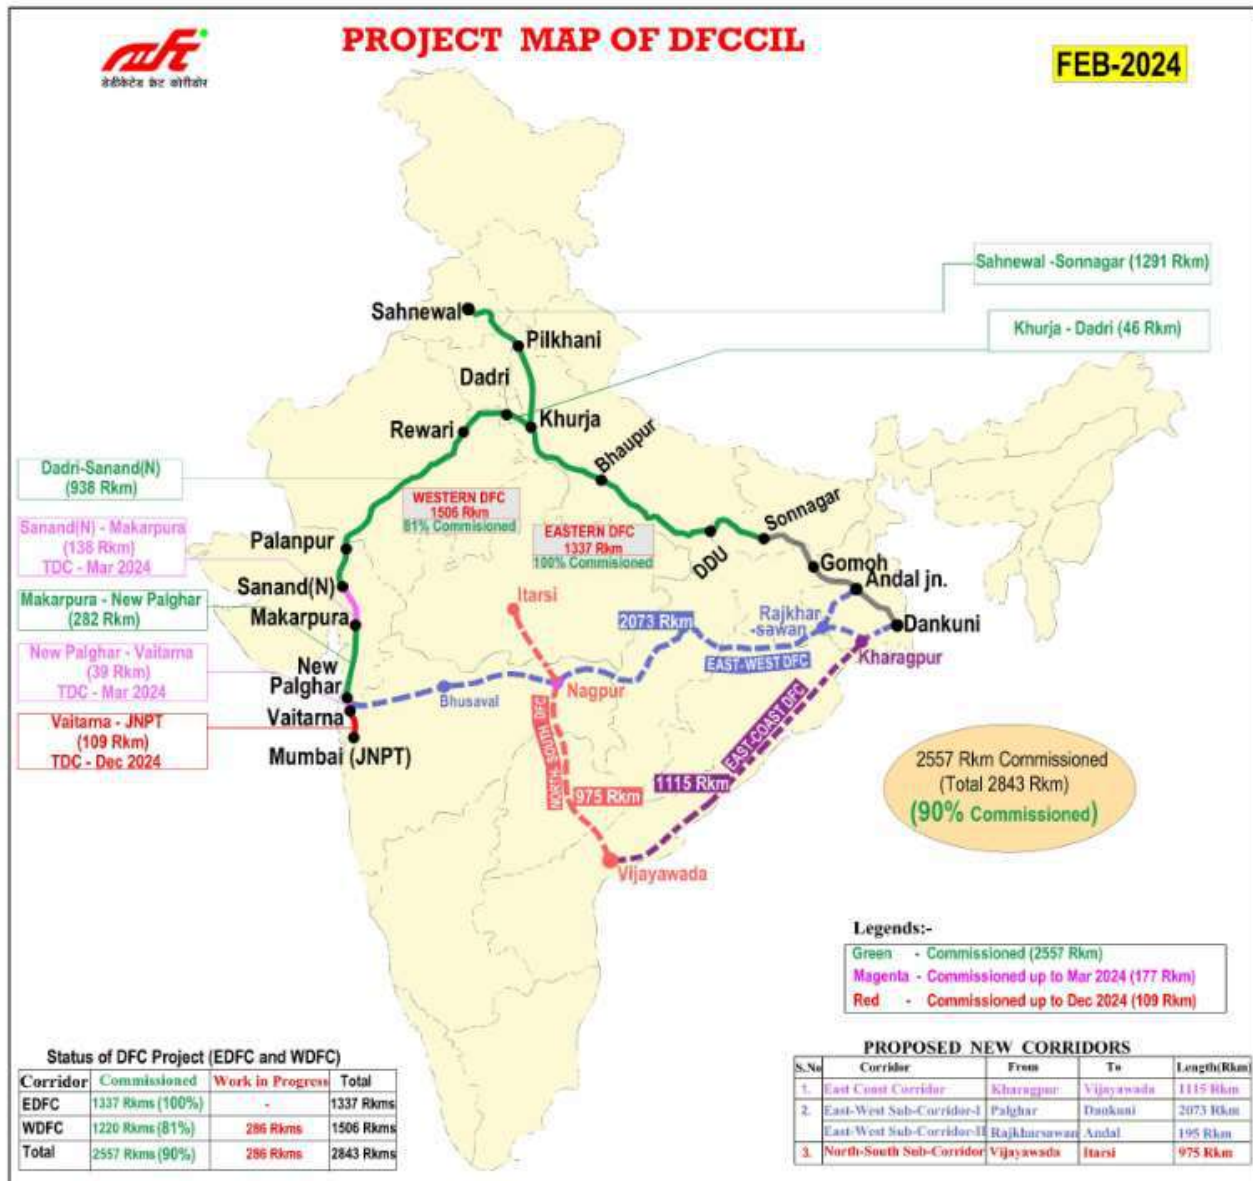 PROJECT MAP OF DFCCIL
डेडीकेटेड फ्रेट कोरीडोर
FEB-2024
Sahnewal -Sonnagar (1291 Rkm)
Khurja - Dadri (46 Rkm)
Sahnewal
Pilkhani
Dadri
Khurja
Rewari
Bhaupur
Dadri-Sanand(N)
(938 Rkm)
WESTERN DFC
1506 Rkm
81% Commisioned
EASTERN DFC
1337 Rkm
100% Commisioned
Sanand(N) - Makarpura
(138 Rkm)
TDC - Mar 2024
Makarpura - New Palghar
(282 Rkm)
New Palghar - Vaitarna
(39 Rkm)
TDC - Mar 2024
Vaitarna - JNPT
(109 Rkm)
TDC - Dec 2024
Palanpur
Sanand(N)
Makarpura
New
Palghar
Vaitarna
Mumbai (JNPT)
DDU
Sonnagar
Gomoh
Andal jn.
Dankuni
Itarsi
2073 Rkm
Rajkhar
-sawan
EAST-WEST DFC
Kharagpur
Bhusaval
Nagpur
NORTH SOUTH DFC
975 Rkm
1115 Rkm
EAST-COAST DFC
Vijayawada
2557 Rkm Commissioned
(Total 2843 Rkm)
(90% Commissioned)
Legends:-
Green - Commissioned (2557 Rkm)
Magenta - Commissioned up to Mar 2024 (177 Rkm)
Red - Commissioned up to Dec 2024 (109 Rkm)
Status of DFC Project (EDFC and WDFC)
Corridor Commissioned Work in Progress Total
EDFC 1337 Rkms (100%) - 1337 Rkms
WDFC 1220 Rkms (81%) 286 Rkms 1506 Rkms
Total 2557 Rkms (90%) 286 Rkms 2843 Rkms
PROPOSED NEW CORRIDORS
S.No Corridor From To Length(Rkm)
1. East Coast Corridor Kharagpur Vijayawada 1115 Rkm
2. East-West Sub-Corridor-I Palghar Dankuni 2073 Rkm
East-West Sub-Corridor-II Rajkharsawan Andal 195 Rkm
3. North-South Sub-Corridor Vijayawada Itarsi 975 Rkm